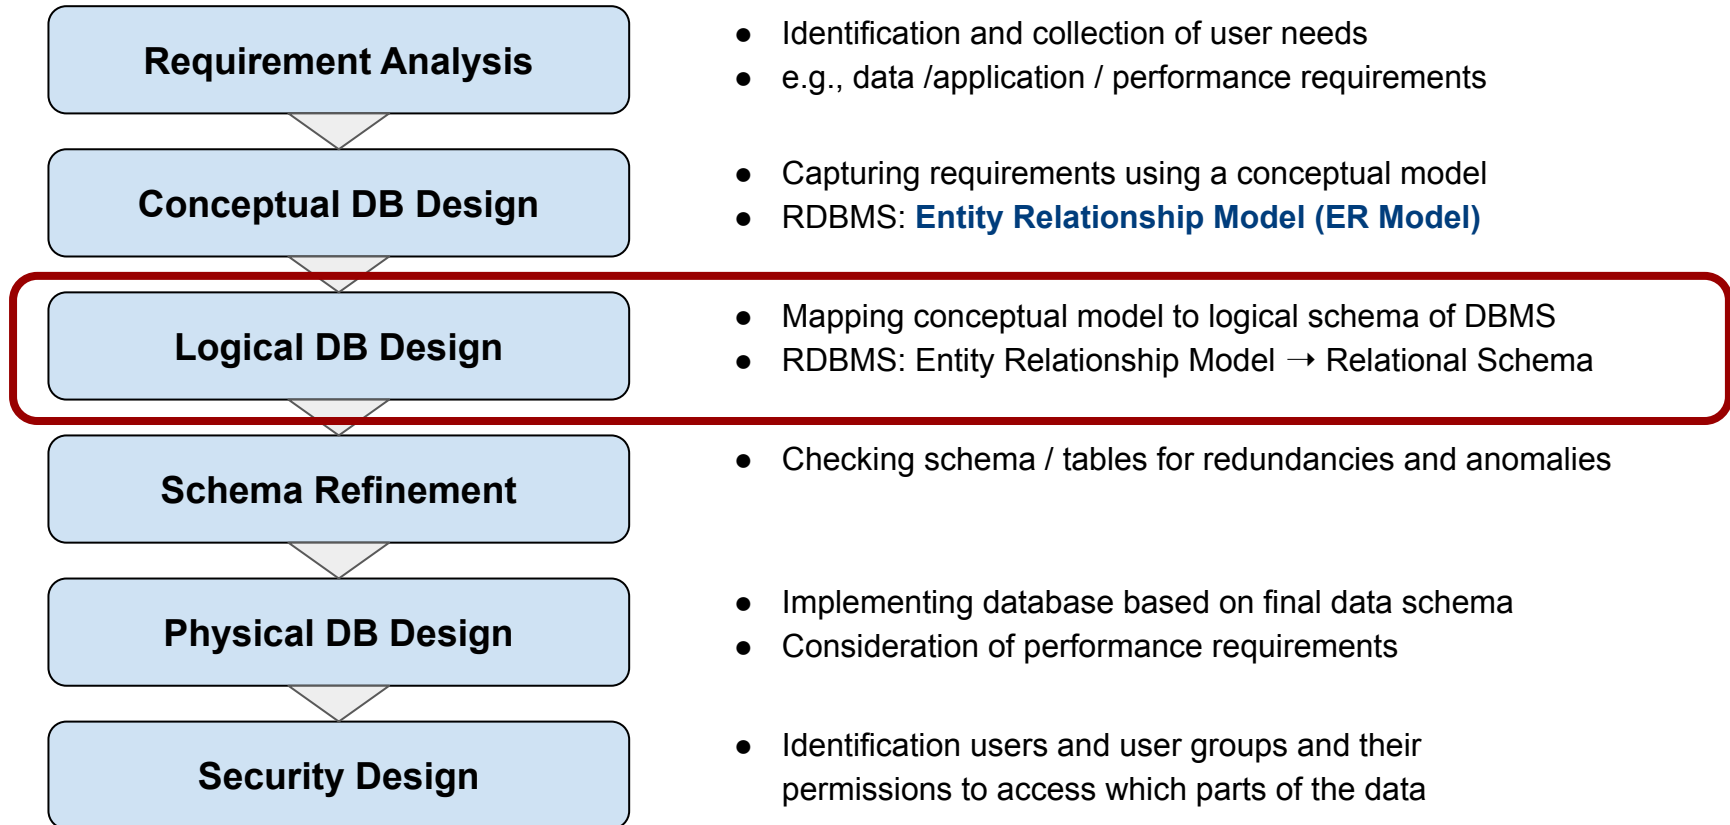 Requirement Analysis
● Identification and collection of user needs
● e.g., data /application / performance requirements
Conceptual DB Design
● Capturing requirements using a conceptual model
● RDBMS: Entity Relationship Model (ER Model)
Logical DB Design
● Mapping conceptual model to logical schema of DBMS
● RDBMS: Entity Relationship Model → Relational Schema
Schema Refinement
● Checking schema / tables for redundancies and anomalies
Physical DB Design
● Implementing database based on final data schema
● Consideration of performance requirements
Security Design
● Identification users and user groups and their
permissions to access which parts of the data